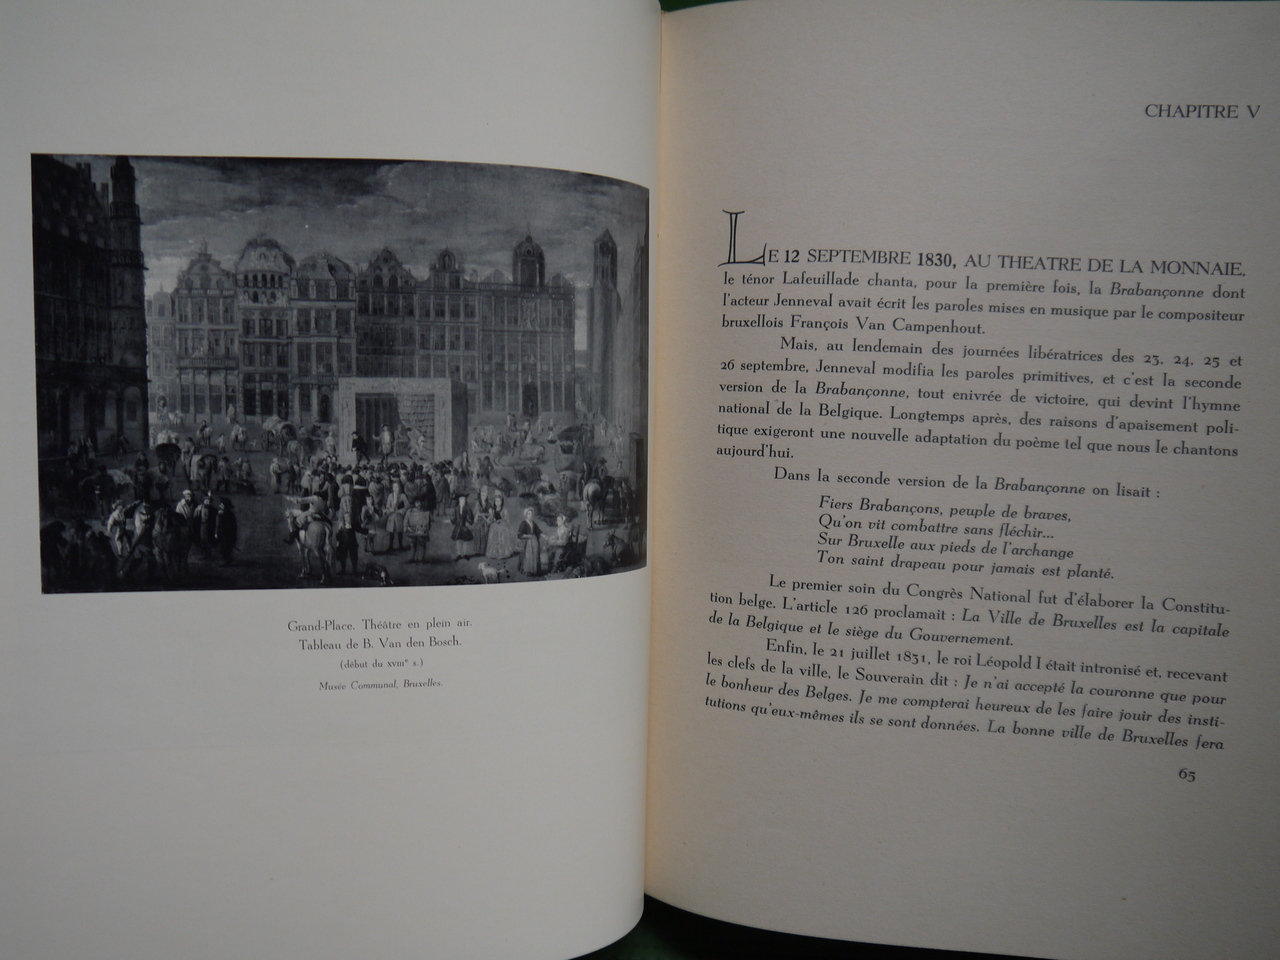 Grand-Place. Théâtre en plein air.
Tableau de B. Van den Bosch.
(début du XVIIIe s.)
Musée Communal, Bruxelles.
CHAPITRE V
LE 12 SEPTEMBRE 1830, AU THEATRE DE LA MONNAIE,
le ténor Lafeuillade chanta, pour la première fois, la Brabançonne dont
l'acteur Jenneval avait écrit les paroles mises en musique par le compositeur
bruxellois François Van Campenhout.
Mais, au lendemain des journées libératrices des 23, 24, 25 et
26 septembre, Jenneval modifia les paroles primitives, et c'est la seconde
version de la Brabançonne, tout enivrée de victoire, qui devint l'hymne
national de la Belgique. Longtemps après, des raisons d'apaisement poli-
tique exigeront une nouvelle adaptation du poème tel que nous le chantons
aujourd'hui.
Dans la seconde version de la Brabançonne on lisait :
Fiers Brabançons, peuple de braves,
Qu'on vit combattre sans fléchir...
Sur Bruxelle aux pieds de l'archange
Ton saint drapeau pour jamais est planté.
Le premier soin du Congrès National fut d'élaborer la Constitu-
tion belge. L'article 126 proclamait : La Ville de Bruxelles est la capitale
de la Belgique et le siège du Gouvernement.
Enfin, le 21 juillet 1831, le roi Léopold I était intronisé et, recevant
les clefs de la ville, le Souverain dit : Je n'ai accepté la couronne que pour
le bonheur des Belges. Je me compterai heureux de les faire jouir des insti-
tutions qu'eux-mêmes ils se sont données. La bonne ville de Bruxelles fera
65